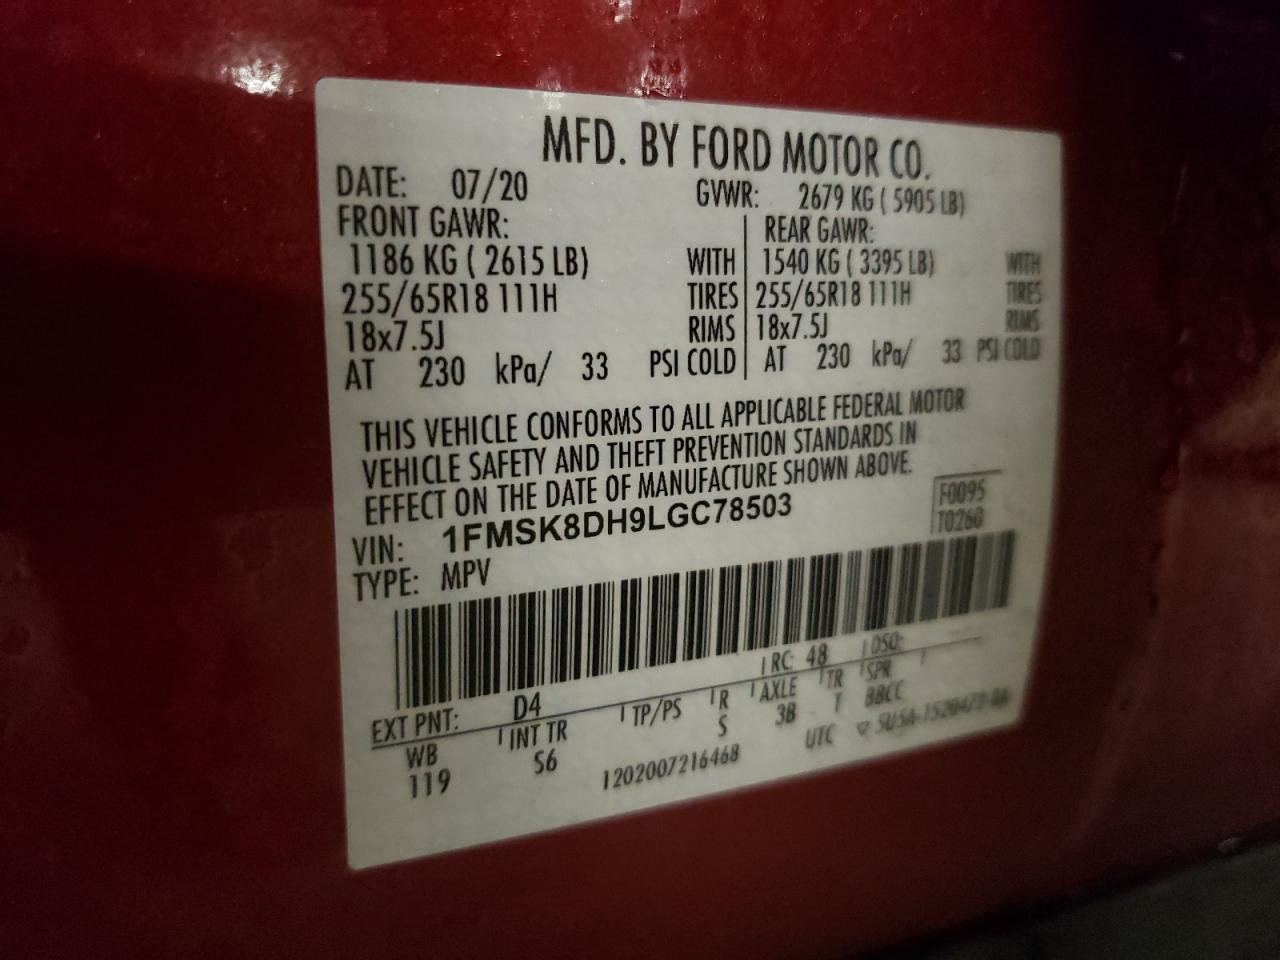 MFD. BY FORD MOTOR CO.
DATE: 07/20 GVWR: 2679 KG ( 5905 LB)
FRONT GAWR: REAR GAWR:
1186 KG ( 2615 LB) WITH 1540 KG ( 3395 LB) WITH
255/65R18 111H TIRES 255/65R18 111H TIRES
18x7.5J RIMS 18x7.5J RIMS
AT 230 kPa/ 33 PSI COLD AT 230 kPa/ 33 PSI COLD
THIS VEHICLE CONFORMS TO ALL APPLICABLE FEDERAL MOTOR
VEHICLE SAFETY AND THEFT PREVENTION STANDARDS IN
EFFECT ON THE DATE OF MANUFACTURE SHOWN ABOVE.
VIN: 1FMSK8DH9LGC78503
F0095
T0260
TYPE: MPV
EXT PNT: D4 RC: 48 DSO:
WB INT TR TP/PS R AXLE TR SPR
119 S6 S 3B T BBCC
1202007216468 UTC